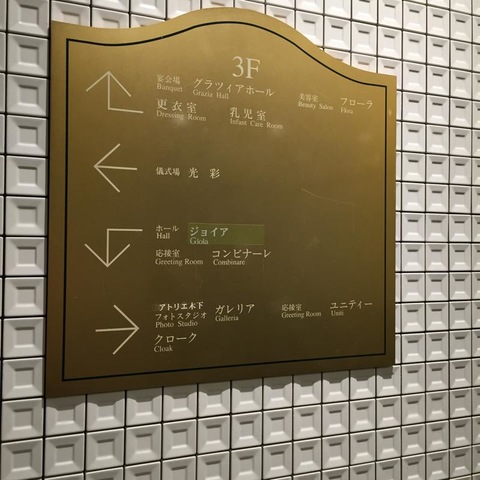 3F
宴会場 グラツィアホール 美容室 フローラ
Banquet Grazia Hall Beauty Salon Flora
更衣室 乳児室
Dressing Room Infant Care Room
儀式場 光彩
ホール ジョイア
Hall Gioia
応接室 コンビナーレ
Greeting Room Combinare
アトリエ木下
フォトスタジオ ガレリア 応接室 ユニティー
Photo Studio Galleria Greeting Room Uniti
クローク
Cloak